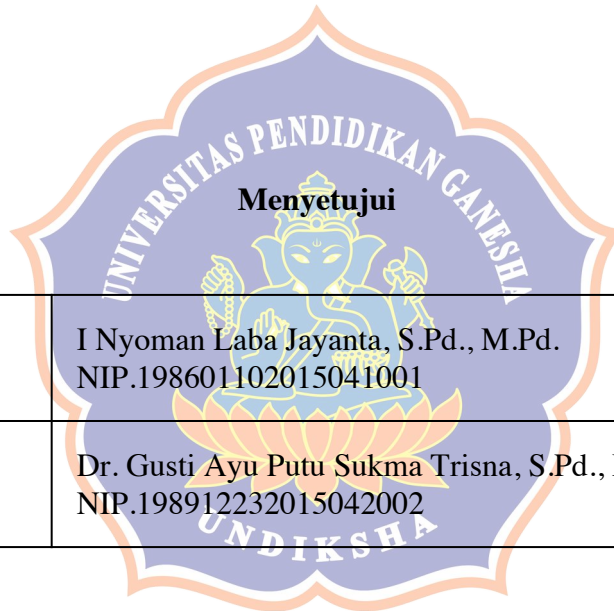 UNIVERSITAS PENDIDIKAN GANESHA
Menyetujui
I Nyoman Laba Jayanta, S.Pd., M.Pd.
NIP.198601102015041001
Dr. Gusti Ayu Putu Sukma Trisna, S.Pd.,
NIP.198912232015042002
UNDIKSHA